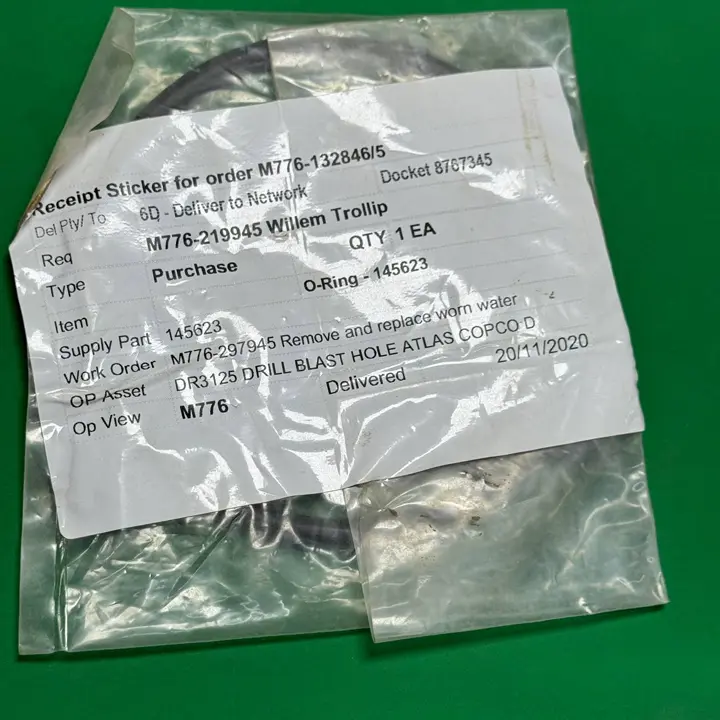 Receipt Sticker for order M776-132846/5
Del Pty/ To 6D - Deliver to Network Docket 8767345
Req M776-219945 Willem Trollip
Type Purchase QTY 1 EA
Item O-Ring - 145623
Supply Part 145623
Work Order M776-297945 Remove and replace worn water
OP Asset DR3125 DRILL BLAST HOLE ATLAS COPCO D
Op View M776 Delivered 20/11/2020